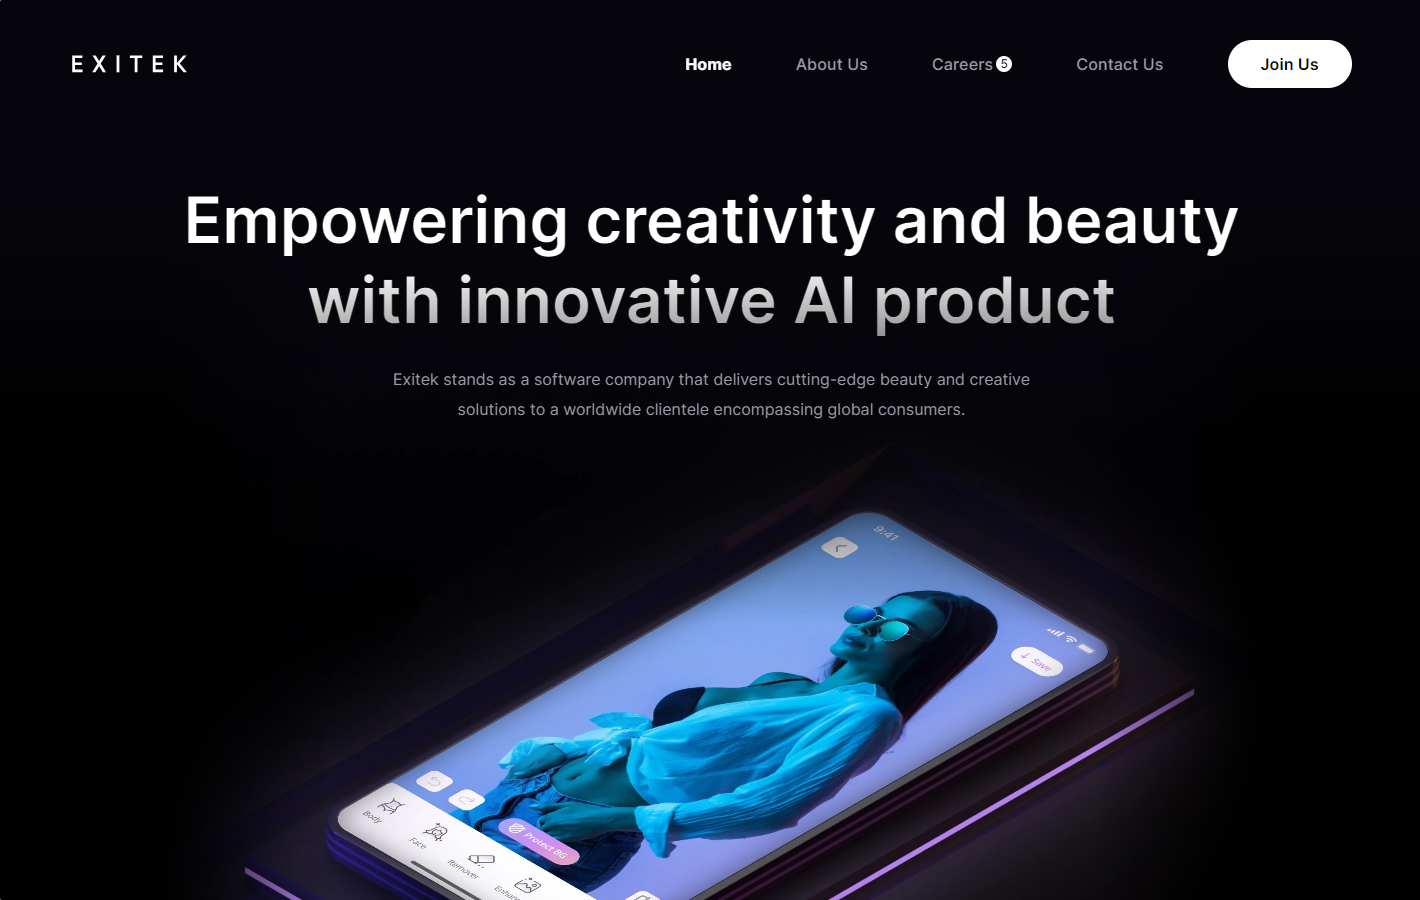 EXITEK
Home
About Us
Careers 5
Contact Us
Join Us
Empowering creativity and beauty
with innovative AI product
Exitek stands as a software company that delivers cutting-edge beauty and creative
solutions to a worldwide clientele encompassing global consumers.
9:41
Save
Protect BG
Body
Face
Remover